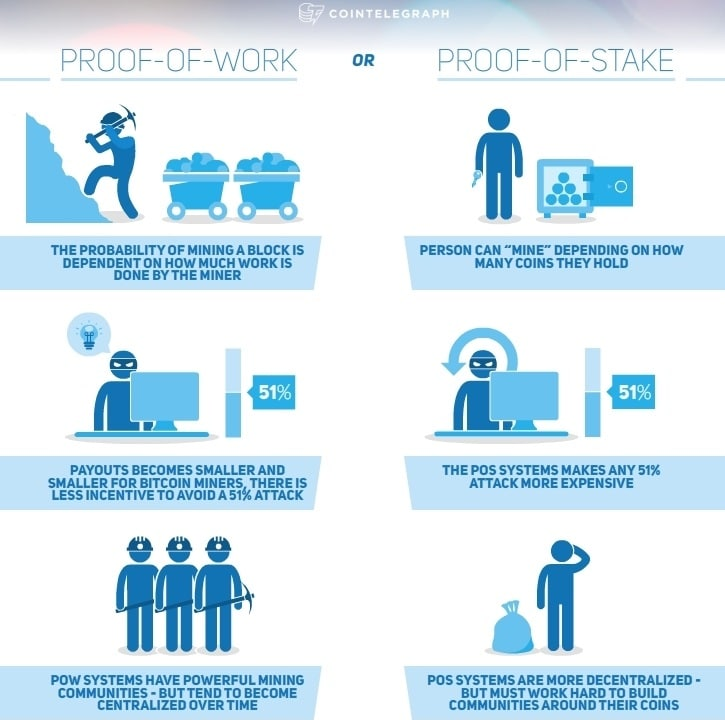 COINTELEGRAPH
PROOF-OF-WORK OR PROOF-OF-STAKE
THE PROBABILITY OF MINING A BLOCK IS
DEPENDENT ON HOW MUCH WORK IS
DONE BY THE MINER
PERSON CAN “MINE” DEPENDING ON HOW
MANY COINS THEY HOLD
51%
51%
PAYOUTS BECOMES SMALLER AND
SMALLER FOR BITCOIN MINERS, THERE IS
LESS INCENTIVE TO AVOID A 51% ATTACK
THE POS SYSTEMS MAKES ANY 51%
ATTACK MORE EXPENSIVE
POW SYSTEMS HAVE POWERFUL MINING
COMMUNITIES - BUT TEND TO BECOME
CENTRALIZED OVER TIME
POS SYSTEMS ARE MORE DECENTRALIZED -
BUT MUST WORK HARD TO BUILD
COMMUNITIES AROUND THEIR COINS